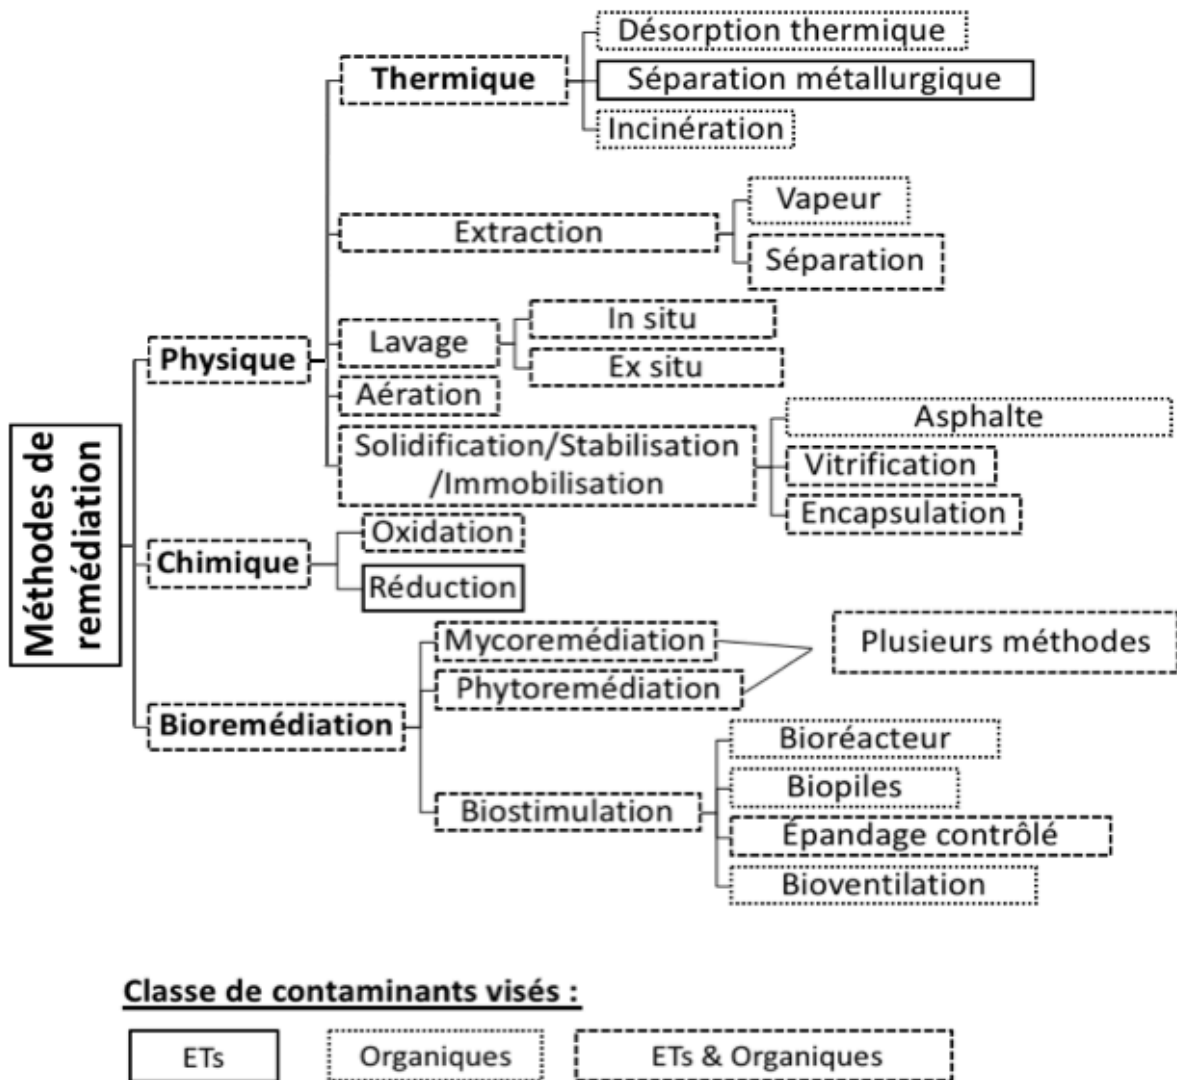 Méthodes de
remédiation
Physique
Thermique
Désorption thermique
Séparation métallurgique
Incinération
Extraction
Vapeur
Séparation
Lavage
In situ
Ex situ
Aération
Solidification/Stabilisation
/Immobilisation
Asphalte
Vitrification
Encapsulation
Chimique
Oxidation
Réduction
Bioremédiation
Mycoremédiation
Phytoremédiation
Plusieurs méthodes
Biostimulation
Bioréacteur
Biopiles
Épandage contrôlé
Bioventilation
Classe de contaminants visés :
ETs
Organiques
ETs & Organiques